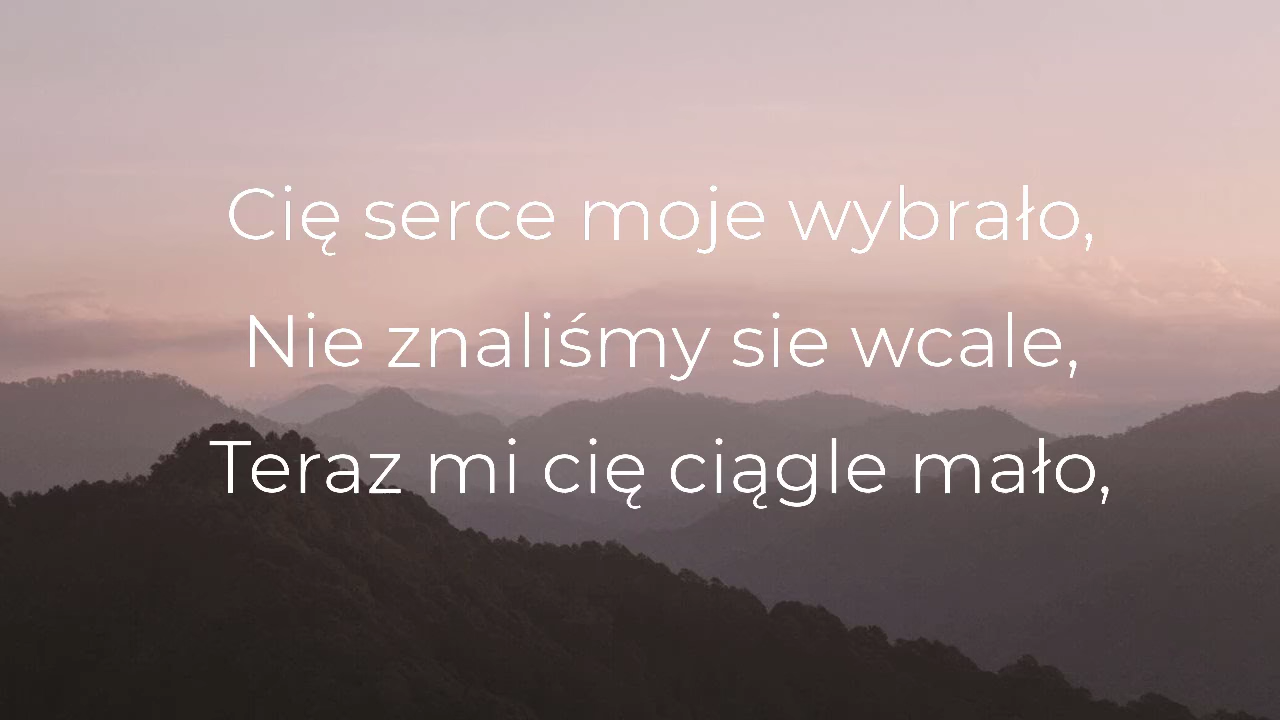 Cię serce moje wybrało,
Nie znaliśmy sie wcale,
Teraz mi cię ciągle mało,